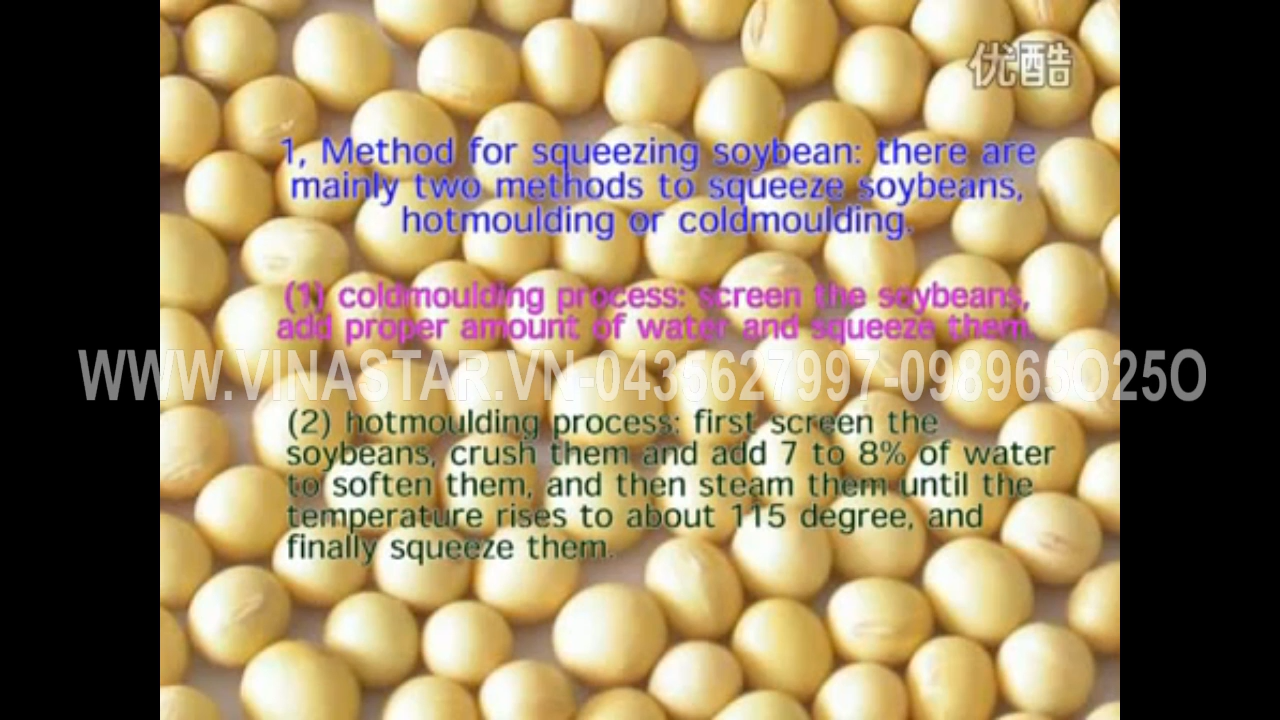 优酷
1, Method for squeezing soybean: there are
mainly two methods to squeeze soybeans,
hotmoulding or coldmoulding.
(1) coldmoulding process: screen the soybeans,
add proper amount of water and squeeze them.
WWW.VINASTAR.VN-0435627997-098965O25O
(2) hotmoulding process: first screen the
soybeans, crush them and add 7 to 8% of water
to soften them, and then steam them until the
temperature rises to about 115 degree, and
finally squeeze them.